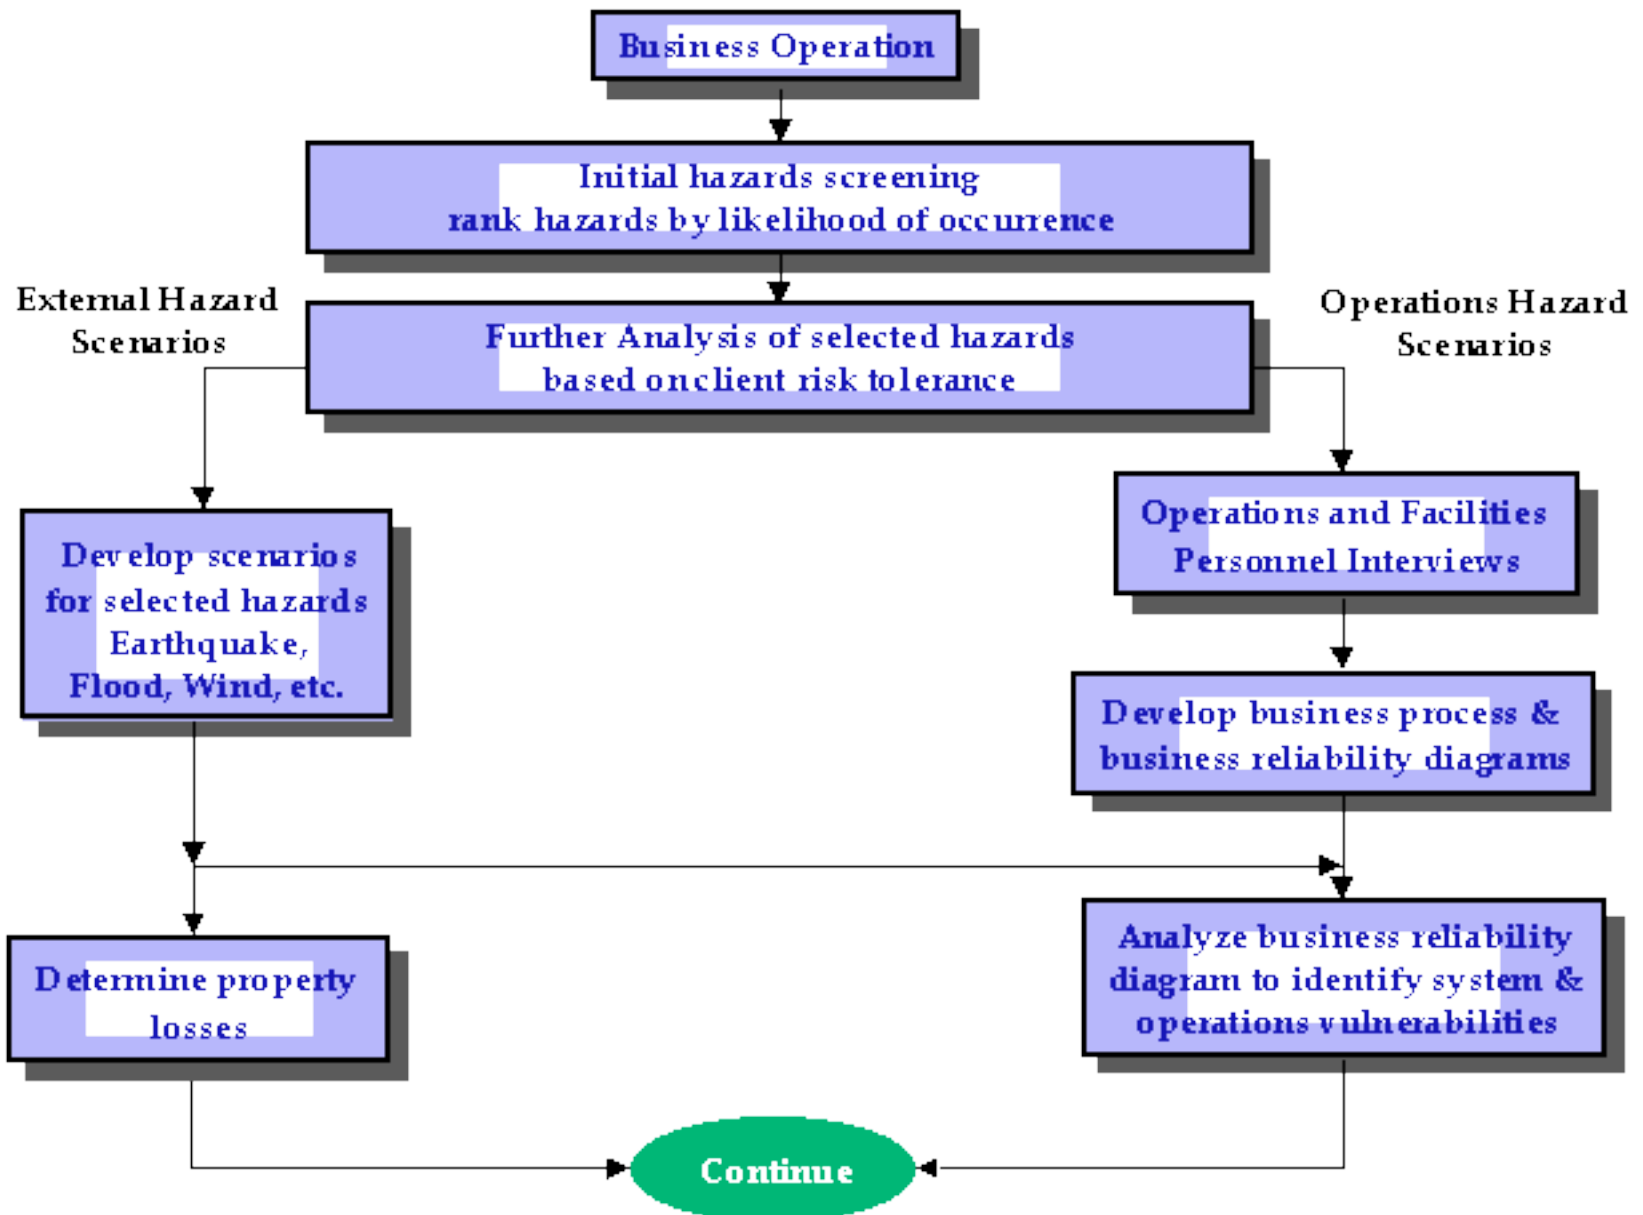 Business Operation
Initial hazards screening
rank hazards by likelihood of occurrence
External Hazard
Scenarios
Further Analysis of selected hazards
based on client risk tolerance
Operations Hazard
Scenarios
Develop scenarios
for selected hazards
Earthquake,
Flood, Wind, etc.
Operations and Facilities
Personnel Interviews
Develop business process &
business reliability diagrams
Determine property
losses
Analyze business reliability
diagram to identify system &
operations vulnerabilities
Continue